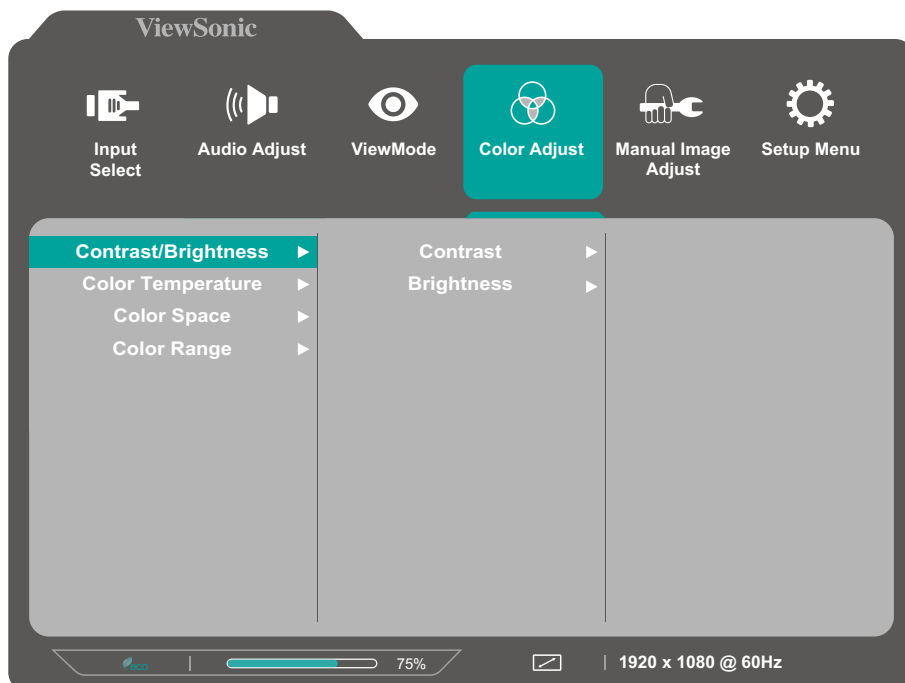 ViewSonic
Input Select
Audio Adjust
ViewMode
Color Adjust
Manual Image Adjust
Setup Menu
Contrast/Brightness
Contrast
Color Temperature
Brightness
Color Space
Color Range
eco
75%
1920 x 1080 @ 60Hz